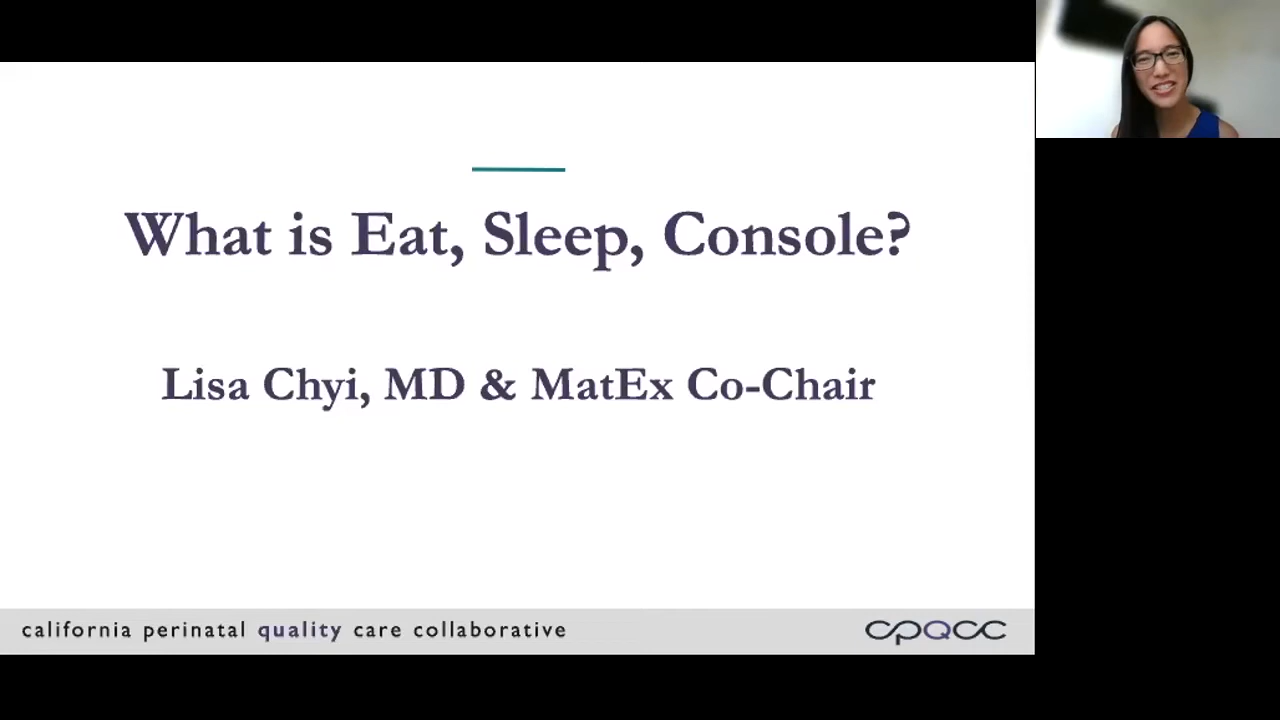 What is Eat, Sleep, Console?
Lisa Chyi, MD & MatEx Co-Chair
california perinatal quality care collaborative
cpqcc